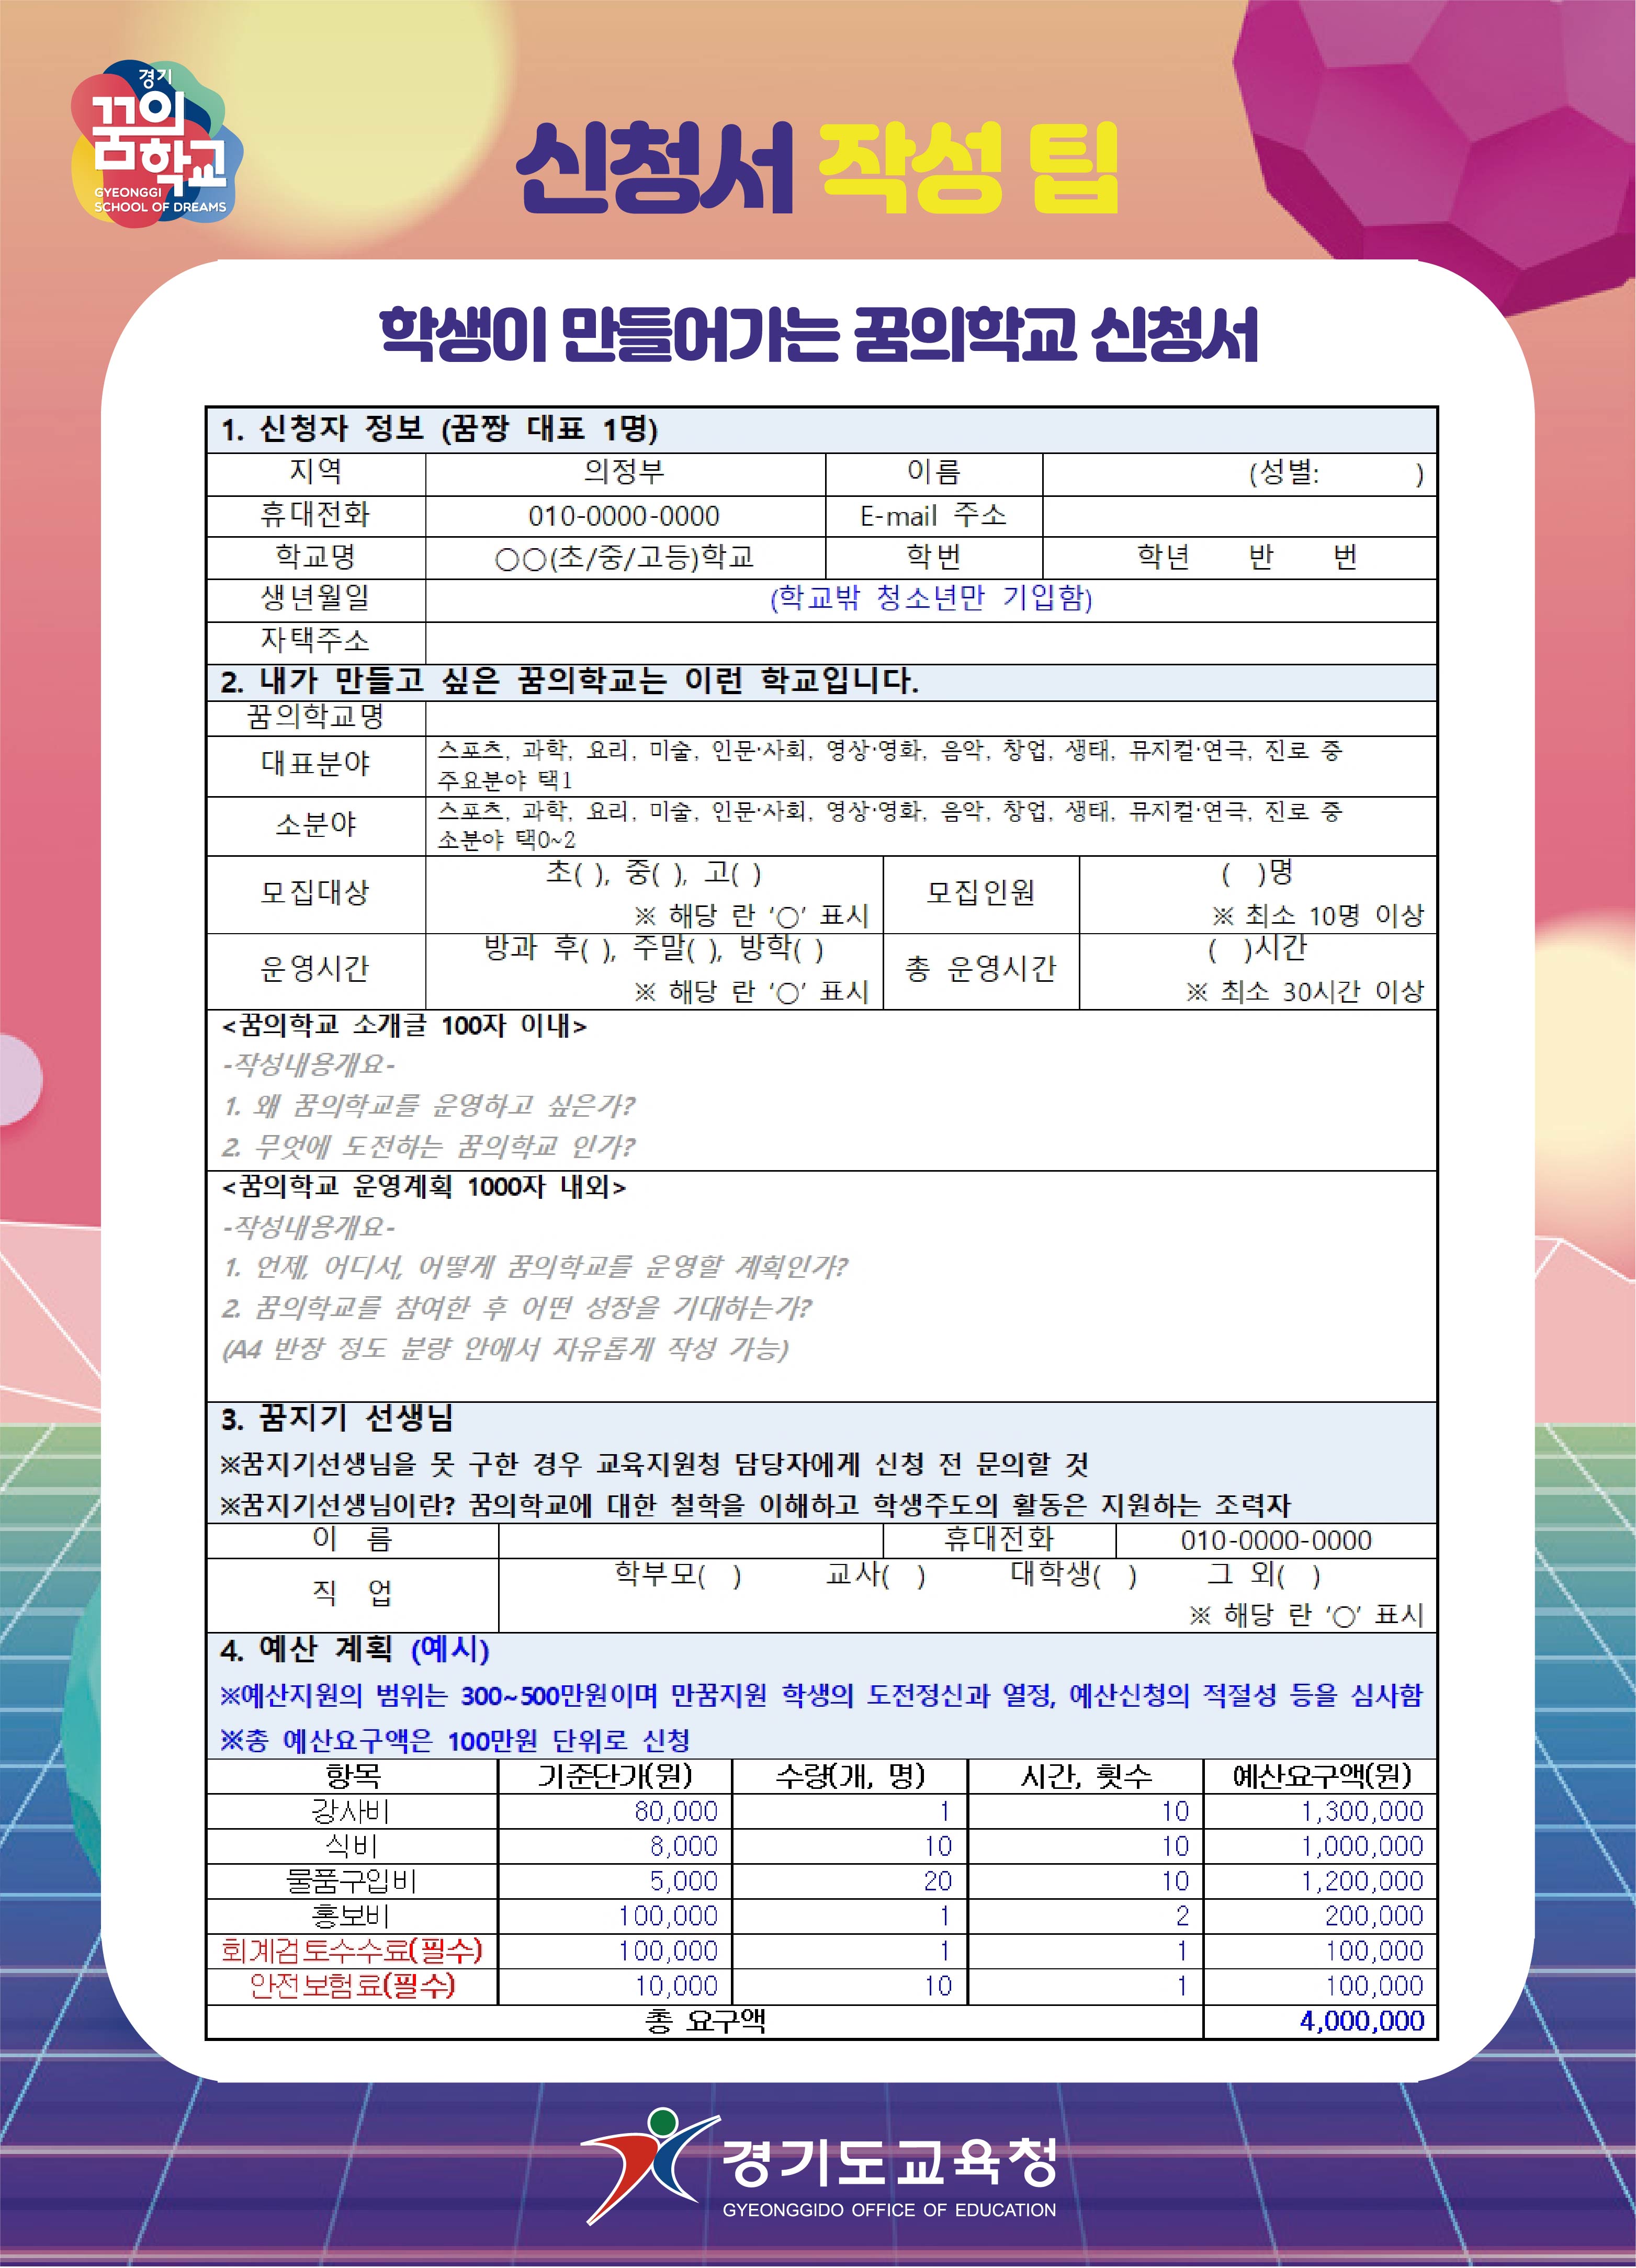 경기
꿈의
학교
GYEONGGI
SCHOOL OF DREAMS
신청서 작성 팁
학생이 만들어가는 꿈의학교 신청서
1. 신청자 정보 (꿈짱 대표 1명)
지역 의정부 이름 (성별: )
휴대전화 010-0000-0000 E-mail 주소
학교명 ○○(초/중/고등)학교 학번 학년 반 번
생년월일 (학교밖 청소년만 기입함)
자택주소
2. 내가 만들고 싶은 꿈의학교는 이런 학교입니다.
꿈의학교명
대표분야 스포츠, 과학, 요리, 미술, 인문·사회, 영상·영화, 음악, 창업, 생태, 뮤지컬·연극, 진로 중
주요분야 택1
소분야 스포츠, 과학, 요리, 미술, 인문·사회, 영상·영화, 음악, 창업, 생태, 뮤지컬·연극, 진로 중
소분야 택0~2
모집대상 초( ), 중( ), 고( ) 모집인원 ( )명
※ 해당 란 '○' 표시 ※ 최소 10명 이상
운영시간 방과 후( ), 주말( ), 방학( ) 총 운영시간 ( )시간
※ 해당 란 '○' 표시 ※ 최소 30시간 이상
<꿈의학교 소개글 100자 이내>
-작성내용개요-
1. 왜 꿈의학교를 운영하고 싶은가?
2. 무엇에 도전하는 꿈의학교 인가?
<꿈의학교 운영계획 1000자 내외>
-작성내용개요-
1. 언제, 어디서, 어떻게 꿈의학교를 운영할 계획인가?
2. 꿈의학교를 참여한 후 어떤 성장을 기대하는가?
(A4 반장 정도 분량 안에서 자유롭게 작성 가능)
3. 꿈지기 선생님
※꿈지기선생님을 못 구한 경우 교육지원청 담당자에게 신청 전 문의할 것
※꿈지기선생님이란? 꿈의학교에 대한 철학을 이해하고 학생주도의 활동은 지원하는 조력자
이 름 휴대전화 010-0000-0000
직 업 학부모( ) 교사( ) 대학생( ) 그 외( )
※ 해당 란 '○' 표시
4. 예산 계획 (예시)
※예산지원의 범위는 300~500만원이며 만꿈지원 학생의 도전정신과 열정, 예산신청의 적절성 등을 심사함
※총 예산요구액은 100만원 단위로 신청
항목 기준단가(원) 수량(개, 명) 시간, 횟수 예산요구액(원)
강사비 80,000 1 10 1,300,000
식비 8,000 10 10 1,000,000
물품구입비 5,000 20 10 1,200,000
홍보비 100,000 1 2 200,000
회계검토수수료(필수) 100,000 1 1 100,000
안전보험료(필수) 10,000 10 1 100,000
총 요구액 4,000,000
경기도교육청
GYEONGGIDO OFFICE OF EDUCATION